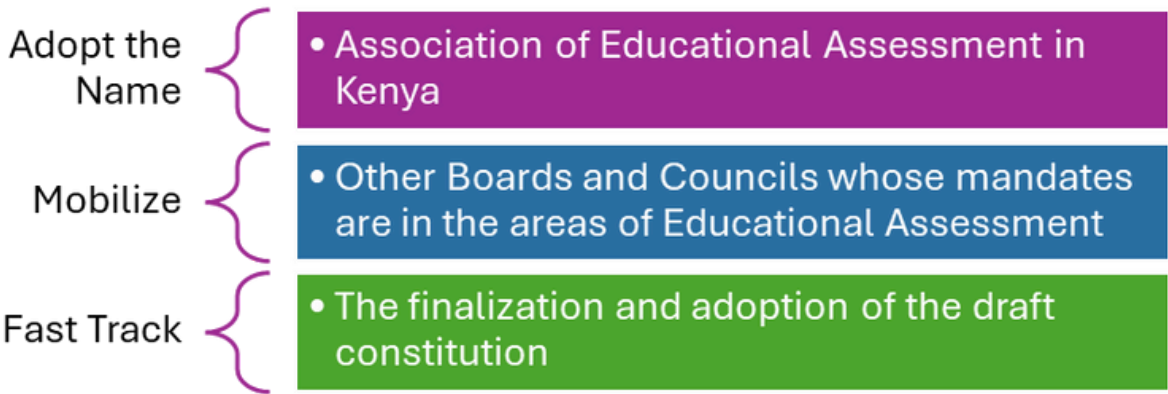 Adopt the
Name
• Association of Educational Assessment in
Kenya
Mobilize
• Other Boards and Councils whose mandates
are in the areas of Educational Assessment
Fast Track
• The finalization and adoption of the draft
constitution